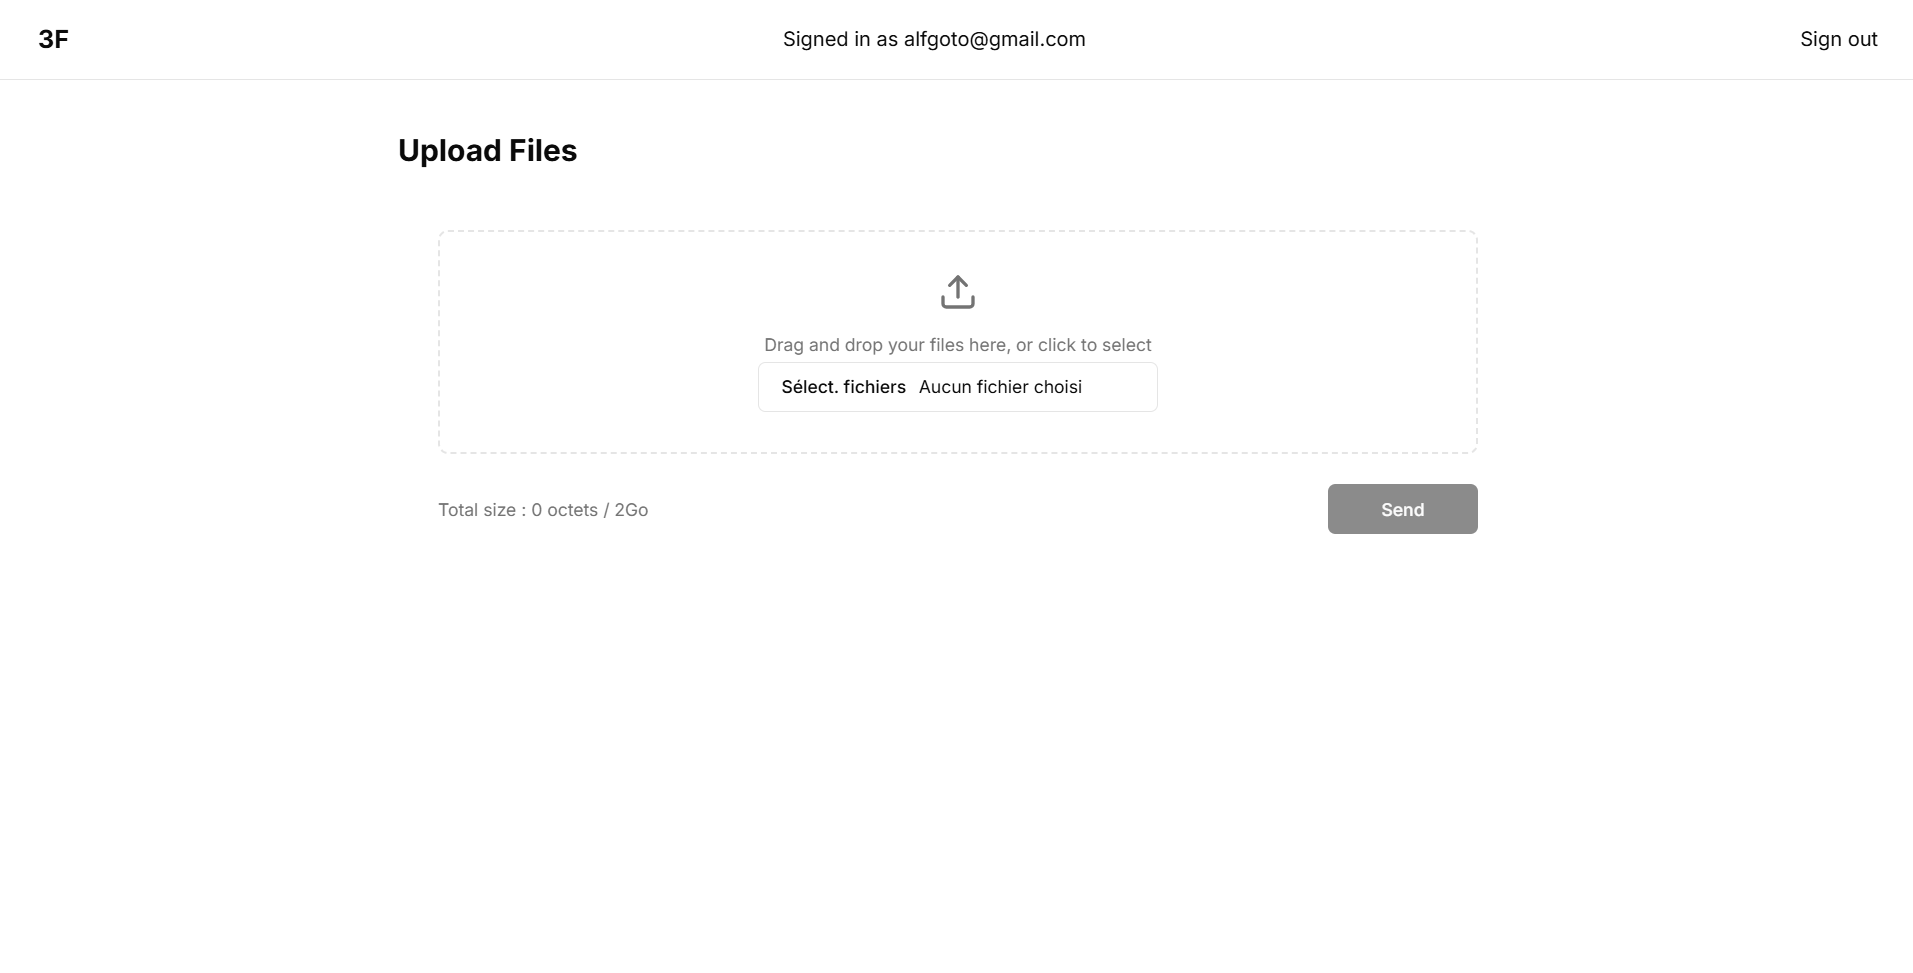 3F
Signed in as alfgoto@gmail.com
Sign out
Upload Files
Drag and drop your files here, or click to select
Sélect. fichiers Aucun fichier choisi
Total size : 0 octets / 2Go
Send